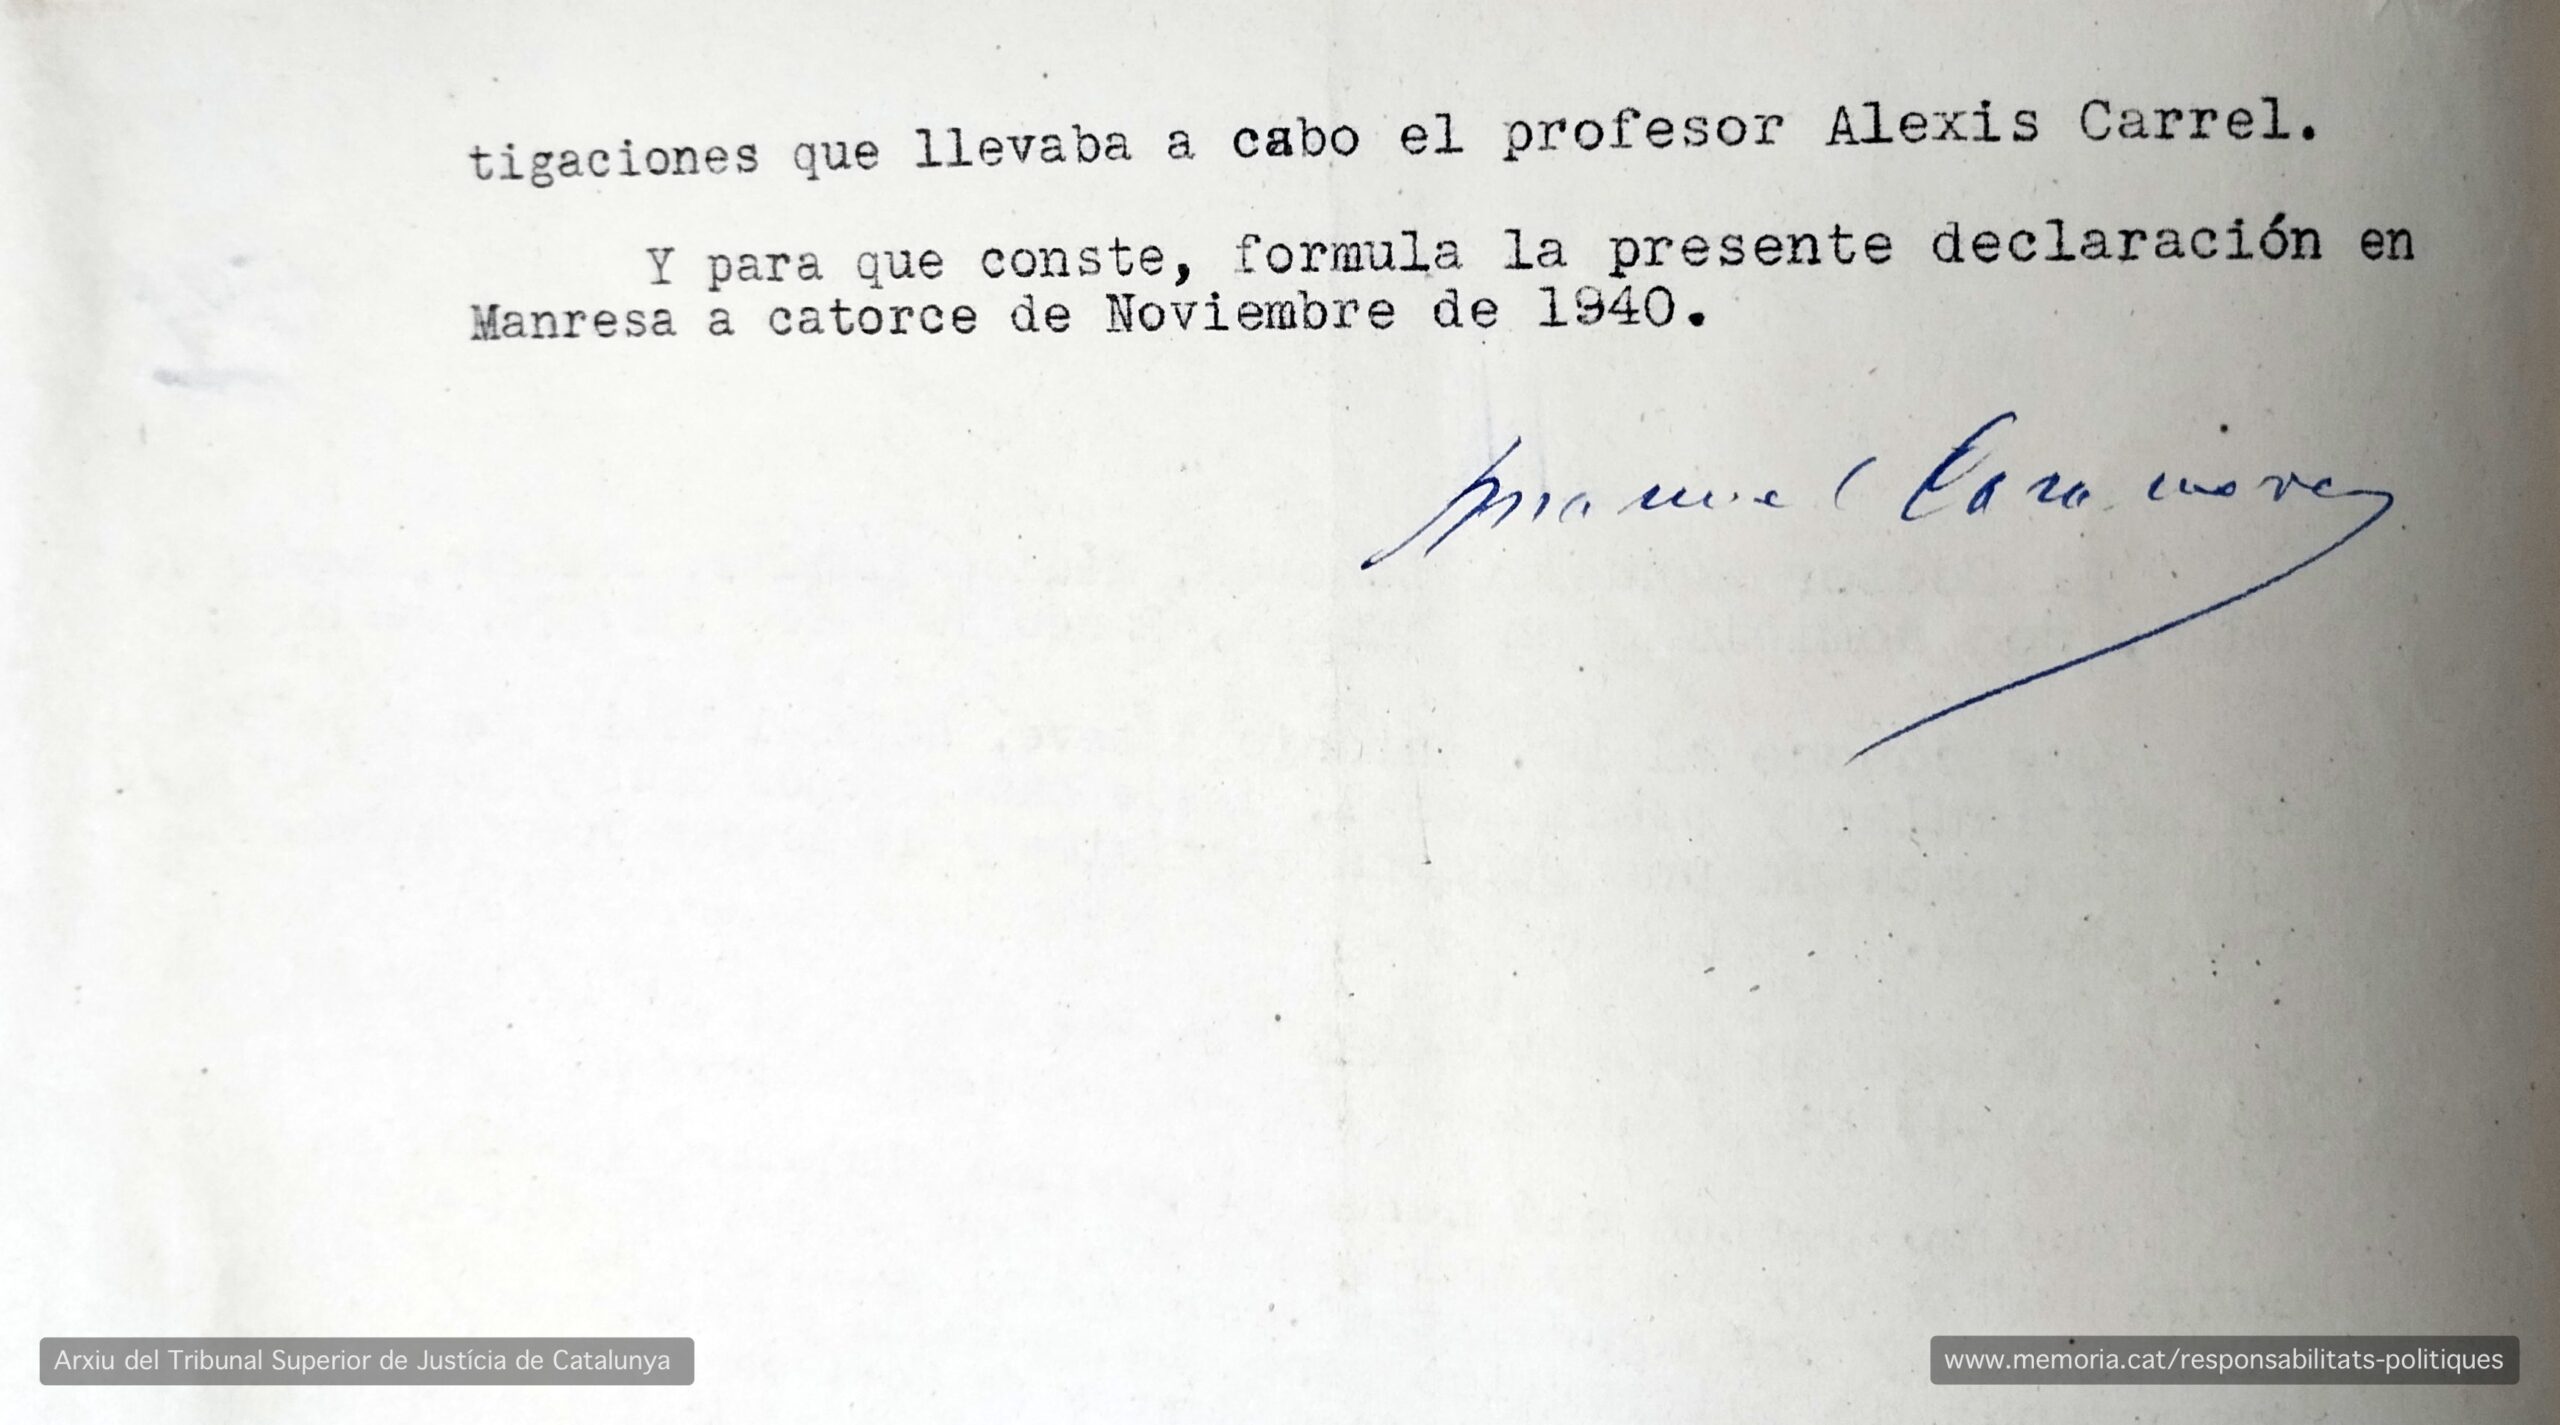 tigaciones que llevaba a cabo el profesor Alexis Carrel.
Y para que conste, formula la presente declaración en
Manresa a catorce de Noviembre de 1940.
Manuel
Arxiu del Tribunal Superior de Justícia de Catalunya
www.memoria.cat/responsabilitats-politiques